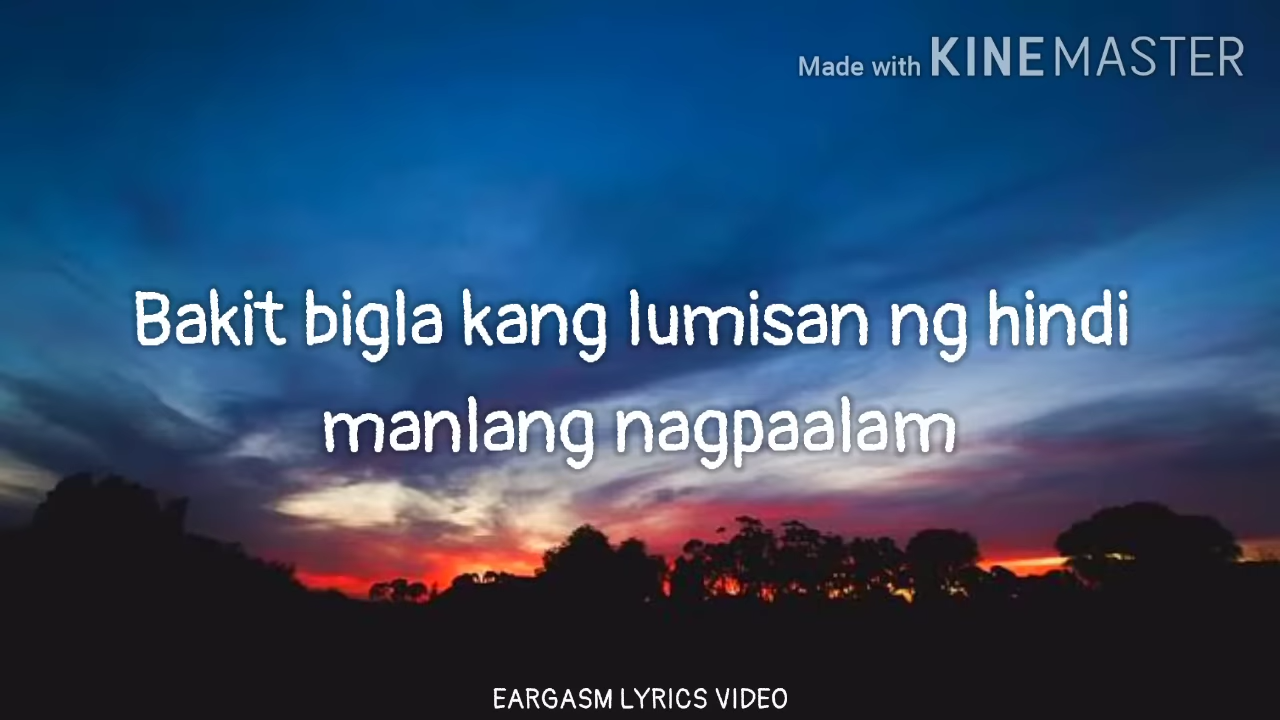 Made with KINEMASTER
Bakit bigla kang lumisan ng hindi
manlang nagpaalam
EARGASM LYRICS VIDEO